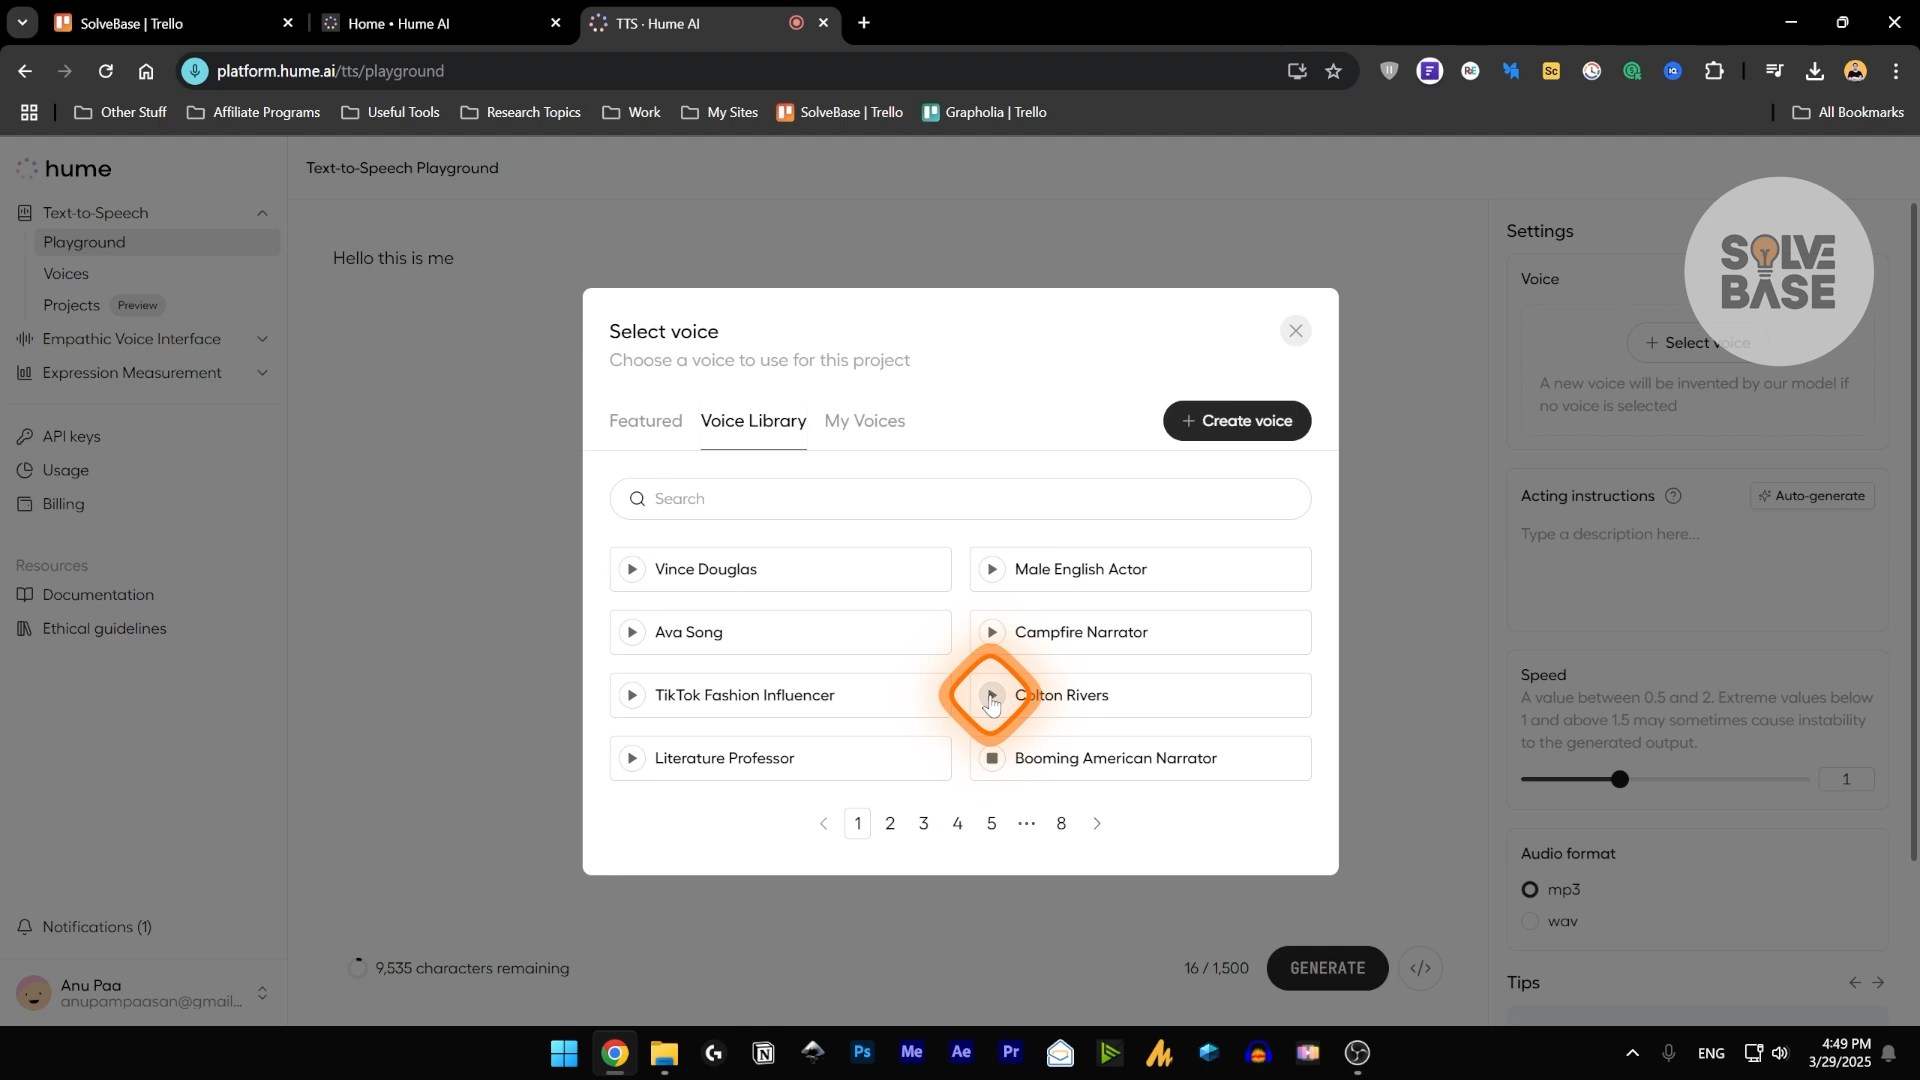 SolveBase | Trello
Home • Hume AI
TTS · Hume AI
platform.hume.ai/tts/playground
Other Stuff
Affiliate Programs
Useful Tools
Research Topics
Work
My Sites
SolveBase | Trello
Grapholia | Trello
All Bookmarks
hume
Text-to-Speech
Playground
Voices
Projects Preview
Empathic Voice Interface
Expression Measurement
API keys
Usage
Billing
Resources
Documentation
Ethical guidelines
Notifications (1)
Anu Paa
anupampaasan@gmail...
Text-to-Speech Playground
Hello this is me
Select voice
Choose a voice to use for this project
Featured Voice Library My Voices
+ Create voice
Search
Vince Douglas
Male English Actor
Ava Song
Campfire Narrator
TikTok Fashion Influencer
Colton Rivers
Literature Professor
Booming American Narrator
1 2 3 4 5 ... 8
9,535 characters remaining
16 / 1,500
GENERATE
</>
Settings
SOLVE
BASE
Voice
+ Select voice
A new voice will be invented by our model if
no voice is selected
Acting instructions
Auto-generate
Type a description here...
Speed
A value between 0.5 and 2. Extreme values below
1 and above 1.5 may sometimes cause instability
to the generated output.
1
Audio format
mp3
wav
Tips
Ps
Me
Ae
Pr
ENG
4:49 PM
3/29/2025